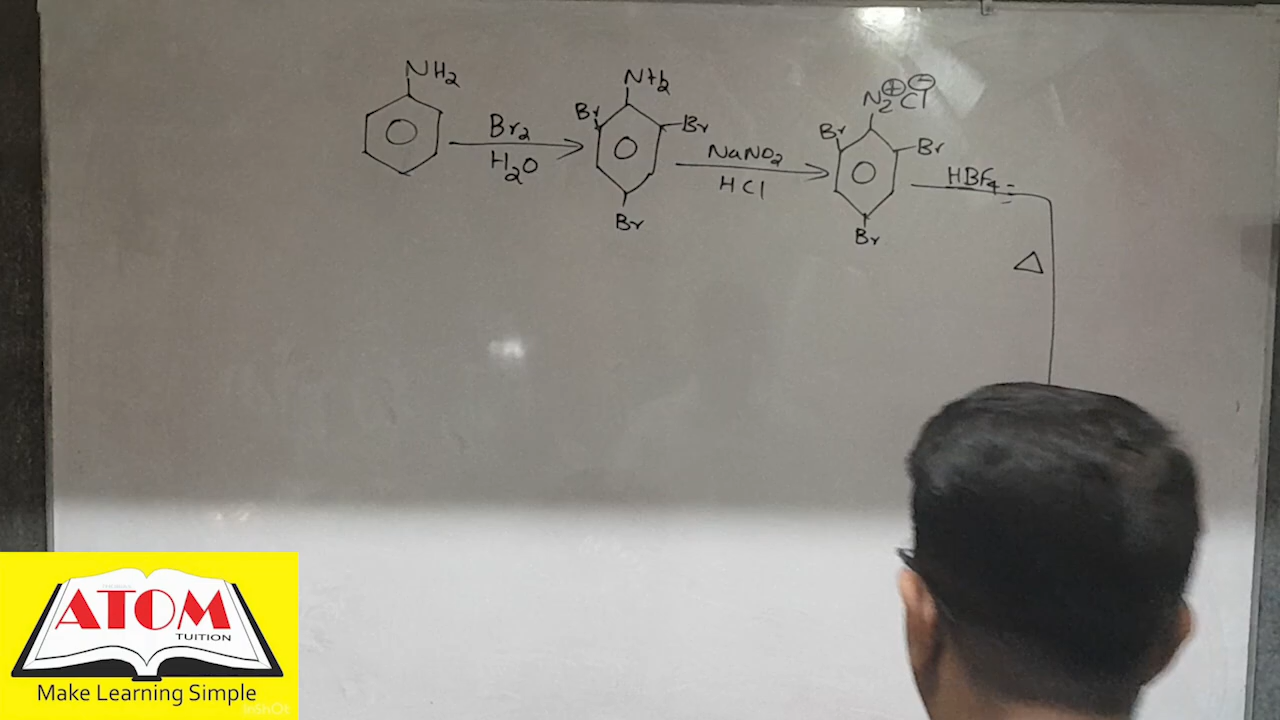 NH2
Br2
H2O
NH2
Br
Br
Br
NaNO2
HCl
N2⊕Cl⊖
Br
Br
Br
HBF4
△
ATOM
TUITION
Make Learning Simple
InShOt